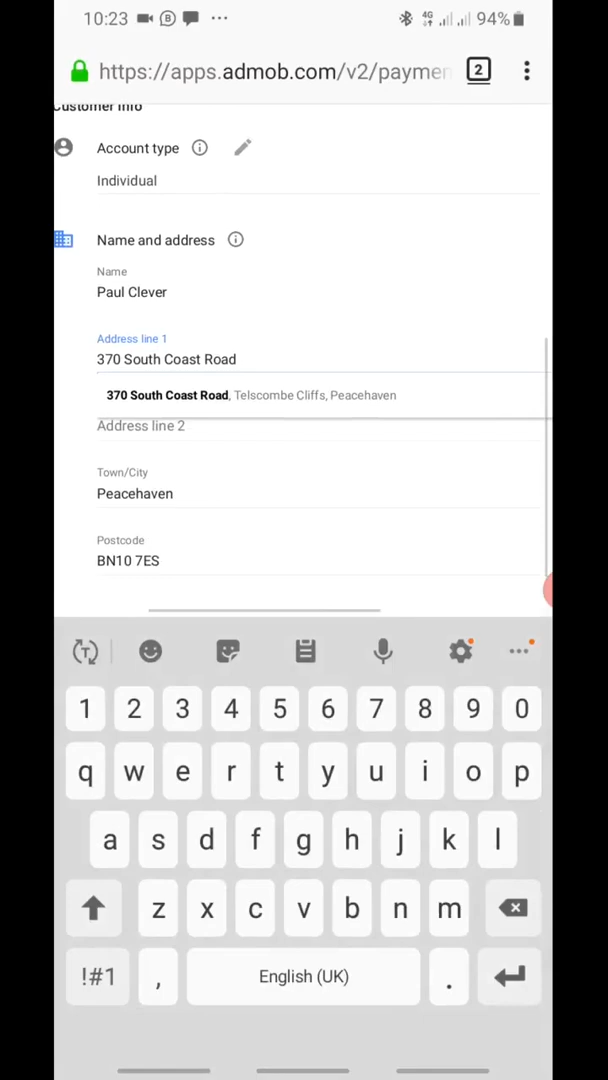 10:23
4G
94%
https://apps.admob.com/v2/paymen
2
Customer info
Account type
Individual
Name and address
Name
Paul Clever
Address line 1
370 South Coast Road
370 South Coast Road, Telscombe Cliffs, Peacehaven
Address line 2
Town/City
Peacehaven
Postcode
BN10 7ES
1 2 3 4 5 6 7 8 9 0
q w e r t y u i o p
a s d f g h j k l
z x c v b n m
!#1 , English (UK) .